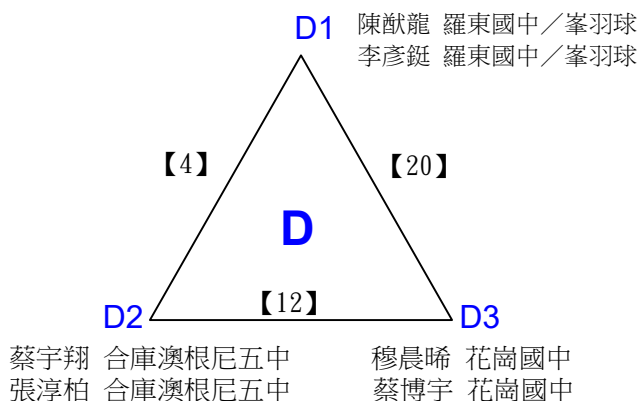 D1
陳猷龍 羅東國中／峯羽球
李彥鋌 羅東國中／峯羽球
【4】
【20】
D
【12】
D2
D3
蔡宇翔 合庫澳根尼五中
張淳柏 合庫澳根尼五中
穆晨晞 花崗國中
蔡博宇 花崗國中